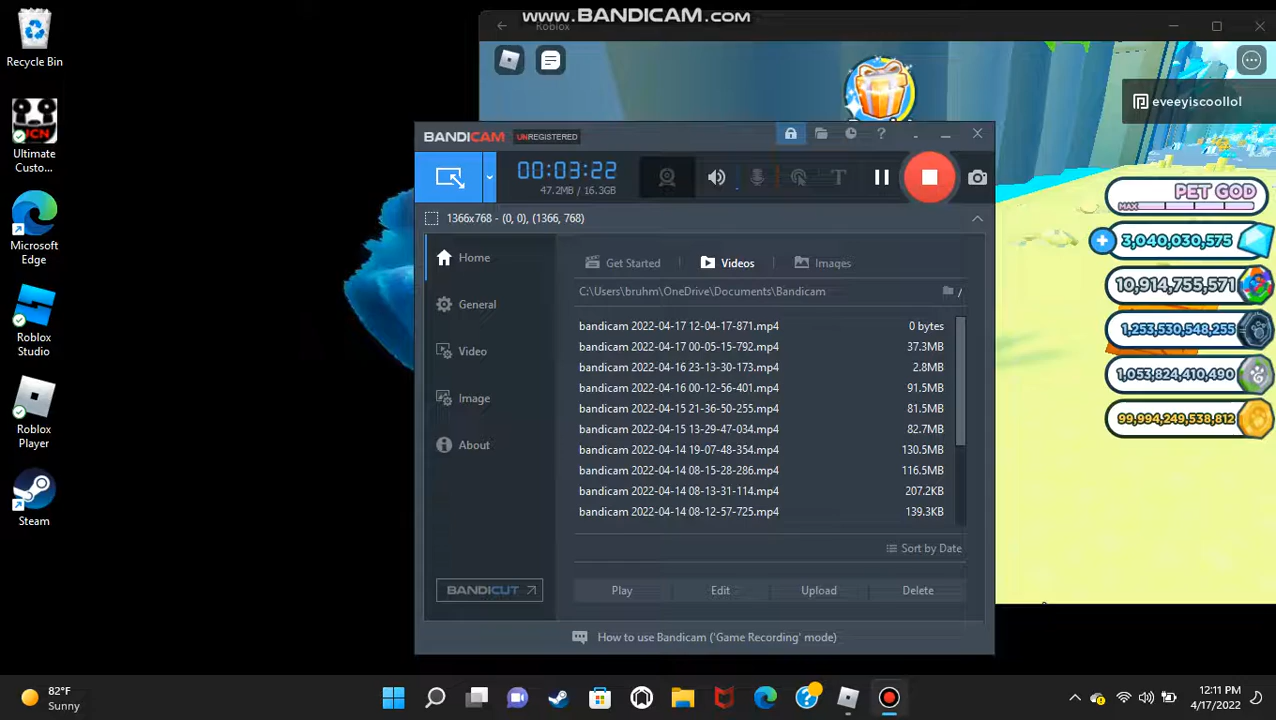 www.BANDICAM.com
Roblox
Recycle Bin
Ultimate
Custo...
Microsoft
Edge
Roblox
Studio
Roblox
Player
Steam
eveeyiscoollol
PET GOD
MAX
3,040,030,575
10,914,755,571
1,253,530,548,255
1,053,824,410,490
99,994,249,538,812
BANDICAM UNREGISTERED
00:03:22
47.2MB / 16.3GB
1366x768 - (0, 0), (1366, 768)
Home
General
Video
Image
About
BANDICUT
Get Started
Videos
Images
C:\Users\bruhm\OneDrive\Documents\Bandicam
bandicam 2022-04-17 12-04-17-871.mp4 0 bytes
bandicam 2022-04-17 00-05-15-792.mp4 37.3MB
bandicam 2022-04-16 23-13-30-173.mp4 2.8MB
bandicam 2022-04-16 00-12-56-401.mp4 91.5MB
bandicam 2022-04-15 21-36-50-255.mp4 81.5MB
bandicam 2022-04-15 13-29-47-034.mp4 82.7MB
bandicam 2022-04-14 19-07-48-354.mp4 130.5MB
bandicam 2022-04-14 08-15-28-286.mp4 116.5MB
bandicam 2022-04-14 08-13-31-114.mp4 207.2KB
bandicam 2022-04-14 08-12-57-725.mp4 139.3KB
Sort by Date
Play Edit Upload Delete
How to use Bandicam ('Game Recording' mode)
82°F
Sunny
12:11 PM
4/17/2022